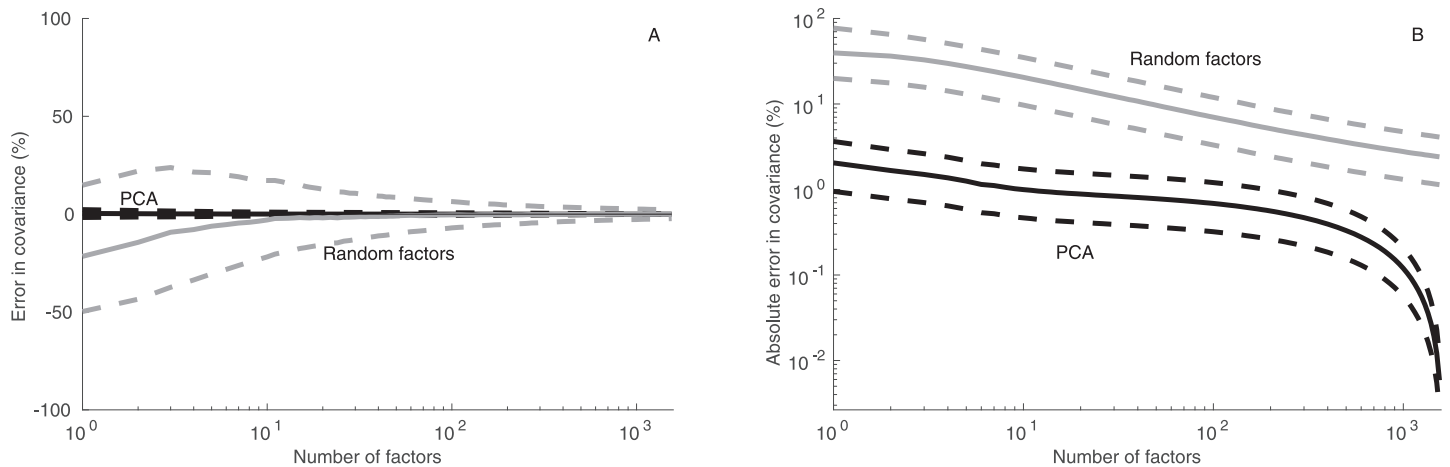 A
100
50
0
-50
-100
Error in covariance (%)
PCA
Random factors
10^0
10^1
10^2
10^3
Number of factors
B
10^2
10^1
10^0
10^-1
10^-2
Absolute error in covariance (%)
Random factors
PCA
10^0
10^1
10^2
10^3
Number of factors